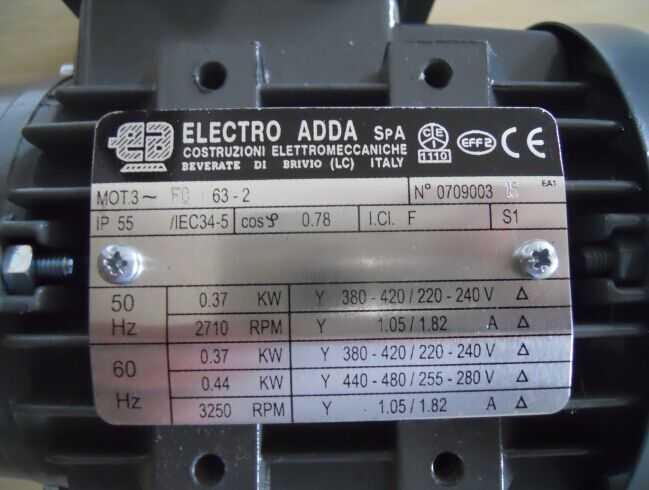 ELECTRO ADDA SpA
COSTRUZIONI ELETTROMECCANICHE
BEVERATE DI BRIVIO (LC) ITALY
CEI
1110
EFF2
CE
MOT.3~ FC 63-2 N° 0709003 EA1
IP 55 /IEC34-5 cosφ 0.78 I.Cl. F S1
50 Hz 0.37 KW Y 380-420/220-240 V Δ
2710 RPM Y 1.05/1.82 A Δ
60 Hz 0.37 KW Y 380-420/220-240 V Δ
0.44 KW Y 440-480/255-280 V Δ
3250 RPM Y 1.05/1.82 A Δ